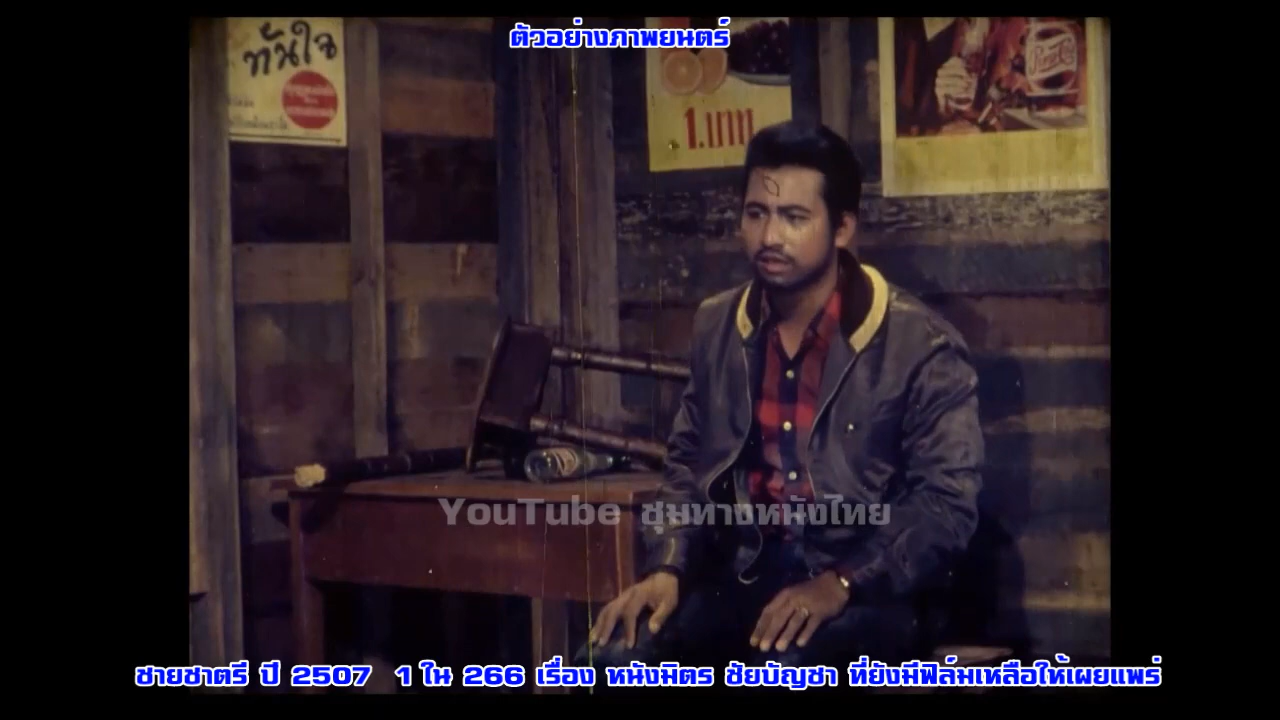 ตัวอย่างภาพยนตร์
ทันใจ
1.บาท
YouTube ชุมทางหนังไทย
ชายชาตรี ปี 2507 1 ใน 266 เรื่อง หนังมิตร ชัยบัญชา ที่ยังมีฟิล์มเหลือให้เผยแพร่